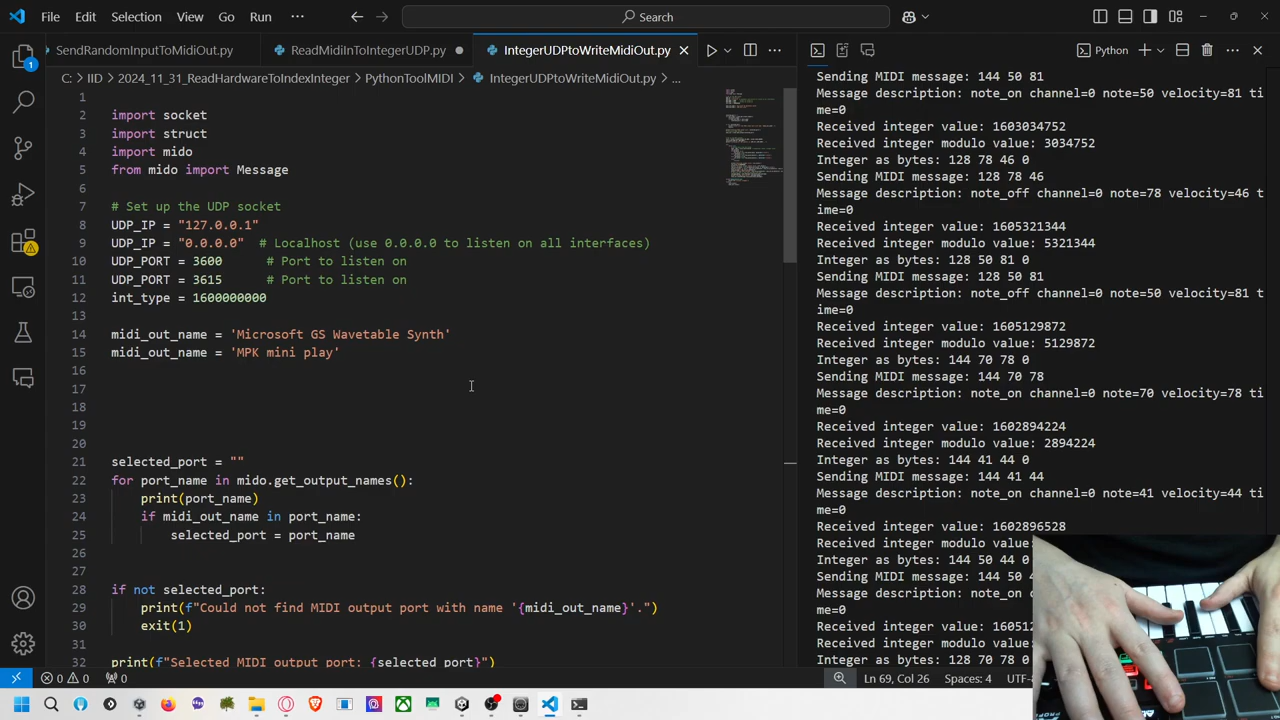 File Edit Selection View Go Run ··· Search
SendRandomInputToMidiOut.py ReadMidiInToIntegerUDP.py IntegerUDPtoWriteMidiOut.py
Python
C: > IID > 2024_11_31_ReadHardwareToIndexInteger > PythonToolMIDI > IntegerUDPtoWriteMidiOut.py > ...
1
2 import socket
3 import struct
4 import mido
5 from mido import Message
6
7 # Set up the UDP socket
8 UDP_IP = "127.0.0.1"
9 UDP_IP = "0.0.0.0" # Localhost (use 0.0.0.0 to listen on all interfaces)
10 UDP_PORT = 3600 # Port to listen on
11 UDP_PORT = 3615 # Port to listen on
12 int_type = 1600000000
13
14 midi_out_name = 'Microsoft GS Wavetable Synth'
15 midi_out_name = 'MPK mini play'
16
17
18
19
20
21 selected_port = ""
22 for port_name in mido.get_output_names():
23 print(port_name)
24 if midi_out_name in port_name:
25 selected_port = port_name
26
27
28 if not selected_port:
29 print(f"Could not find MIDI output port with name '{midi_out_name}'.")
30 exit(1)
31
32 print(f"Selected MIDI output port: {selected_port}")
Sending MIDI message: 144 50 81
Message description: note_on channel=0 note=50 velocity=81 ti
me=0
Received integer value: 1603034752
Received integer modulo value: 3034752
Integer as bytes: 128 78 46 0
Sending MIDI message: 128 78 46
Message description: note_off channel=0 note=78 velocity=46 t
ime=0
Received integer value: 1605321344
Received integer modulo value: 5321344
Integer as bytes: 128 50 81 0
Sending MIDI message: 128 50 81
Message description: note_off channel=0 note=50 velocity=81 t
ime=0
Received integer value: 1605129872
Received integer modulo value: 5129872
Integer as bytes: 144 70 78 0
Sending MIDI message: 144 70 78
Message description: note_on channel=0 note=70 velocity=78 ti
me=0
Received integer value: 1602894224
Received integer modulo value: 2894224
Integer as bytes: 144 41 44 0
Sending MIDI message: 144 41 44
Message description: note_on channel=0 note=41 velocity=44 ti
me=0
Received integer value: 1602896528
Received integer modulo value:
Integer as bytes: 144 50 44 0
Sending MIDI message: 144 50 4
Message description: note_o
me=0
Received integer value: 16051
Received integer modulo value:
Integer as bytes: 128 70 78 0
0 0 0 Ln 69, Col 26 Spaces: 4 UTF-